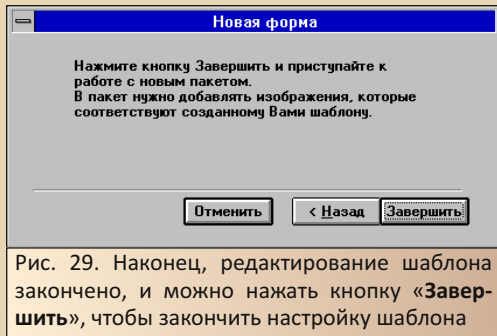 Новая форма
Нажмите кнопку Завершить и приступайте к
работе с новым пакетом.
В пакет нужно добавлять изображения, которые
соответствуют созданному Вами шаблону.
Отменить
< Назад
Завершить
Рис. 29. Наконец, редактирование шаблона
закончено, и можно нажать кнопку «Завер-
шить», чтобы закончить настройку шаблона